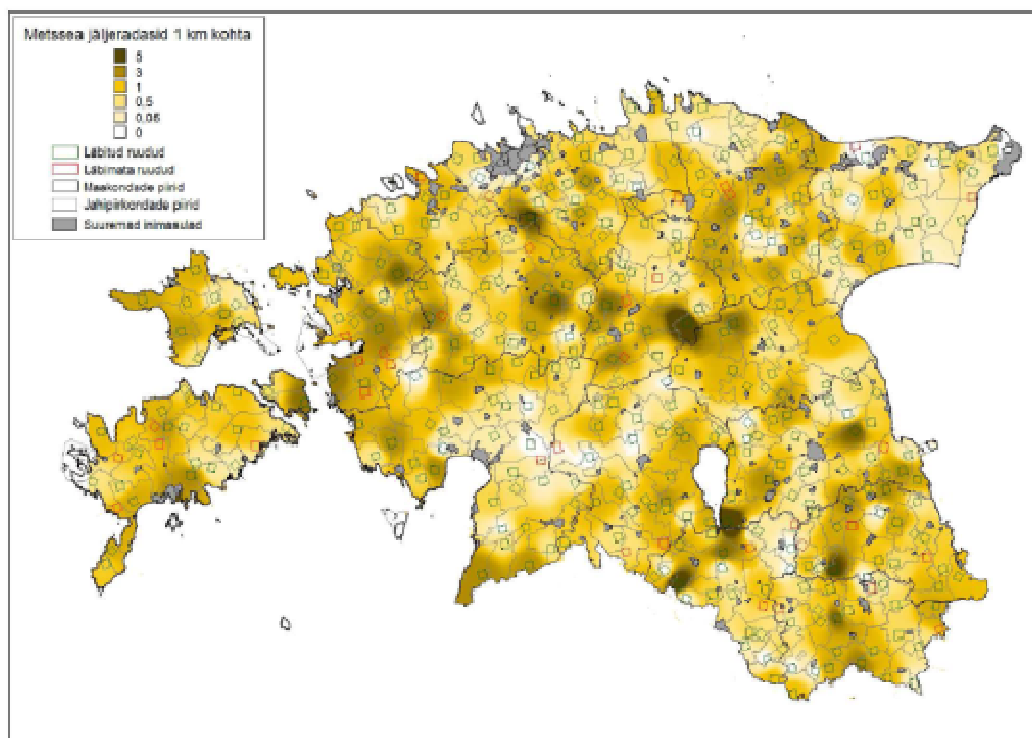 Metssea jäljeradasid 1 km kohta
5
3
1
0,5
0,05
0
Läbitud ruudud
Läbimata ruudud
Maakondade piirid
Jahipiirkondade piirid
Suuremad inimasulad